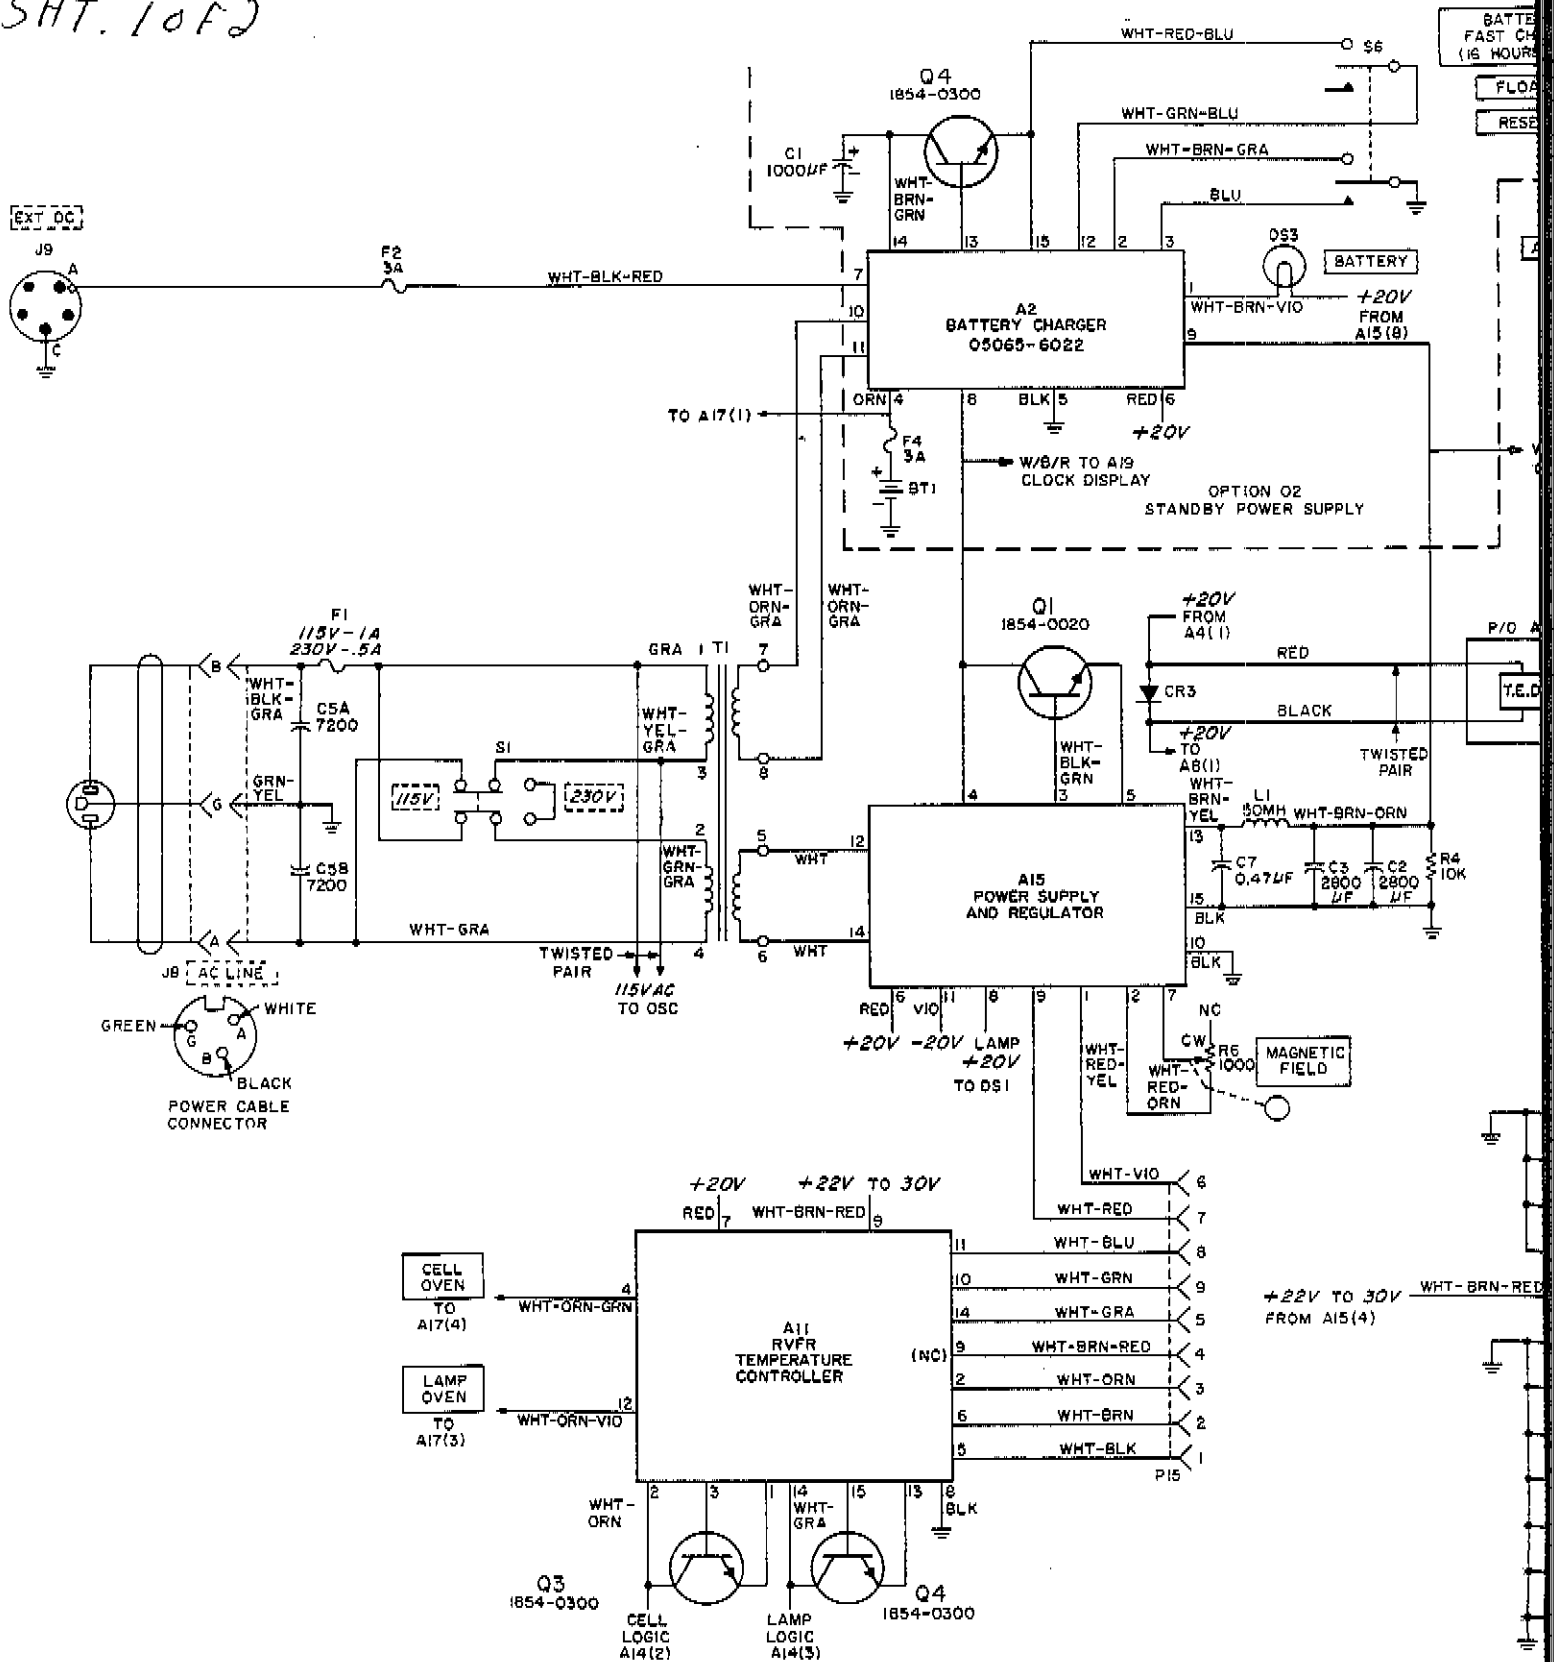 SHT. 1 OF 2
WHT-RED-BLU
S6
Q4
1854-0300
WHT-GRN-BLU
C1
1000µF
+
−
WHT-
BRN-
GRN
WHT-BRN-GRA
BLU
EXT DC
J9
A
C
F2
3A
WHT-BLK-RED
14 13 15 12 2 3
7
10
11
A2
BATTERY CHARGER
05065-6022
DS3
BATTERY
1
WHT-BRN-VIO
+20V
FROM
A15(8)
9
ORN 4
8
BLK 5
RED 6
+20V
TO A17(1)
F4
3A
+
−
BT1
W/B/R TO A19
CLOCK DISPLAY
OPTION 02
STANDBY POWER SUPPLY
WHT-
ORN-
GRA
WHT-
ORN-
GRA
F1
115V-1A
230V-.5A
B
WHT-
BLK-
GRA
C5A
7200
GRN-
YEL
G
C5B
7200
A
J8 AC LINE
S1
115V
230V
GRA 1 T1 7
WHT-
YEL-
GRA
3 8
2 5
WHT-
GRN-
GRA
WHT-GRA
4 6
WHT
WHT
TWISTED
PAIR
115VAC
TO OSC
Q1
1854-0020
WHT-
BLK-
GRN
+20V
FROM
A4(1)
CR3
+20V
TO
A8(1)
RED
BLACK
TWISTED
PAIR
P/O
T.E.D
4 3 5
12
14
A15
POWER SUPPLY
AND REGULATOR
WHT-
BRN-
YEL
13
L1
50MH
WHT-BRN-ORN
C7
0.47µF
C3
2800
µF
C2
2800
µF
R4
10K
15
BLK
10
BLK
RED 6 VIO 11 8 9 1 2 7
+20V -20V LAMP
+20V
TO DS1
WHT-
RED-
YEL
WHT-
RED-
ORN
NC
CW
R6
1000
MAGNETIC
FIELD
GREEN
WHITE
G
A
B
BLACK
POWER CABLE
CONNECTOR
+20V
RED 7
+22V TO 30V
WHT-BRN-RED 9
WHT-VIO 6
WHT-RED 7
11 WHT-BLU 8
10 WHT-GRN 9
14 WHT-GRA 5
(NC) 9 WHT-BRN-RED 4
2 WHT-ORN 3
6 WHT-BRN 2
5 WHT-BLK 1
P15
CELL
OVEN
TO
A17(4)
4
WHT-ORN-GRN
LAMP
OVEN
TO
A17(3)
12
WHT-ORN-VIO
A11
RVFR
TEMPERATURE
CONTROLLER
+22V TO 30V
FROM A15(4)
WHT-BRN-RED
2 3 1 14 15 13 8
WHT-
ORN
WHT-
GRA
BLK
Q3
1854-0300
Q4
1854-0300
CELL
LOGIC
A14(2)
LAMP
LOGIC
A14(3)